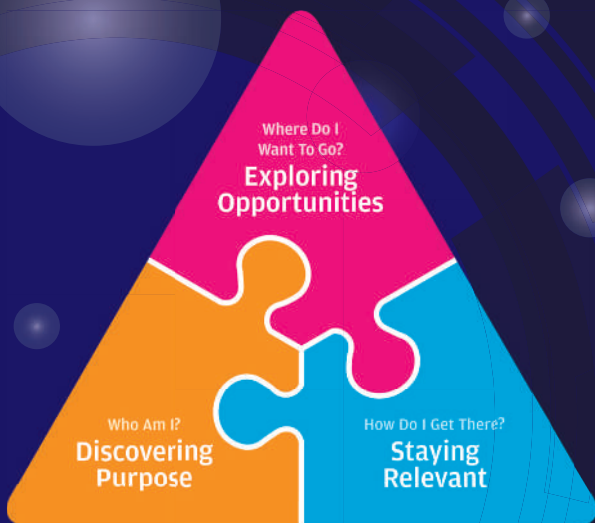 Where Do I
Want To Go?
Exploring
Opportunities
Who Am I?
Discovering
Purpose
How Do I Get There?
Staying
Relevant